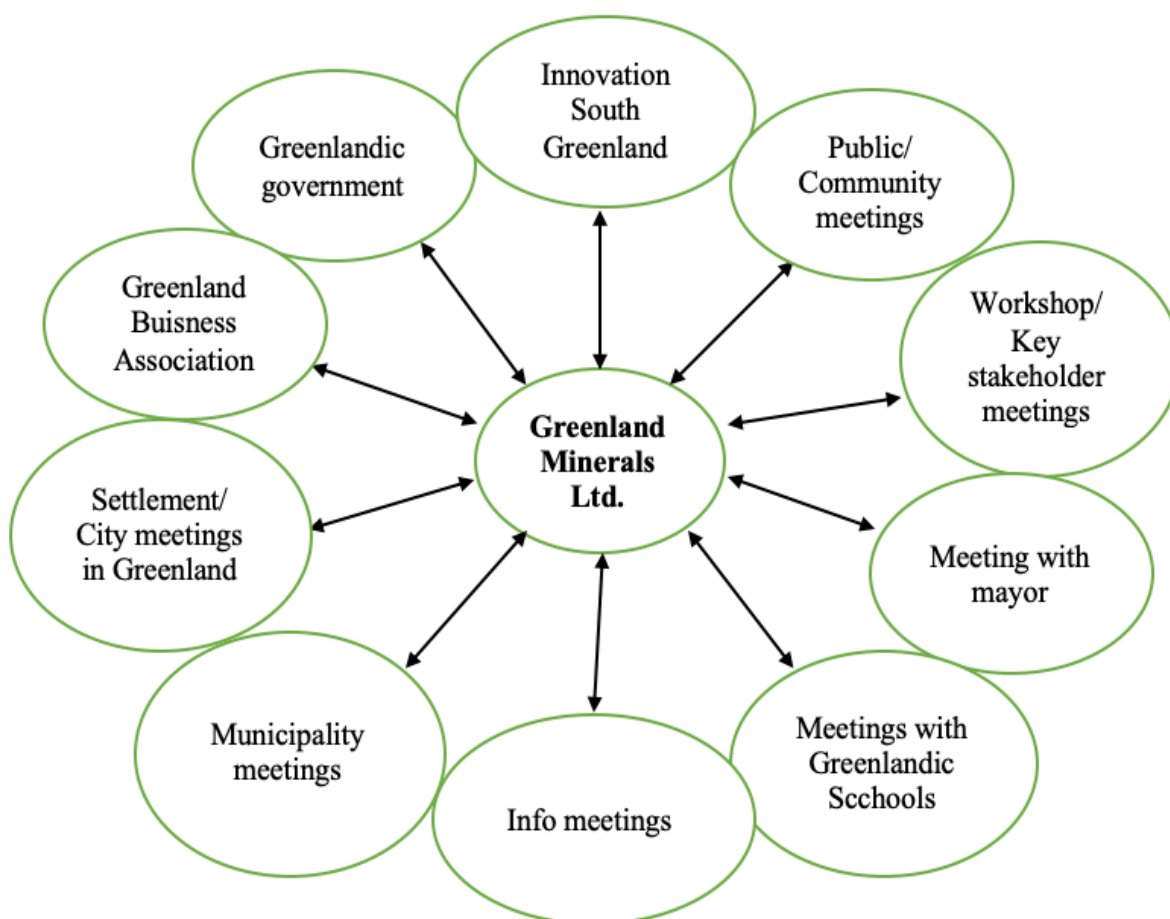 Innovation
South
Greenland
Public/
Community
meetings
Workshop/
Key
stakeholder
meetings
Meeting with
mayor
Meetings with
Greenlandic
Scchools
Info meetings
Municipality
meetings
Settlement/
City meetings
in Greenland
Greenland
Buisness
Association
Greenlandic
government
Greenland
Minerals
Ltd.